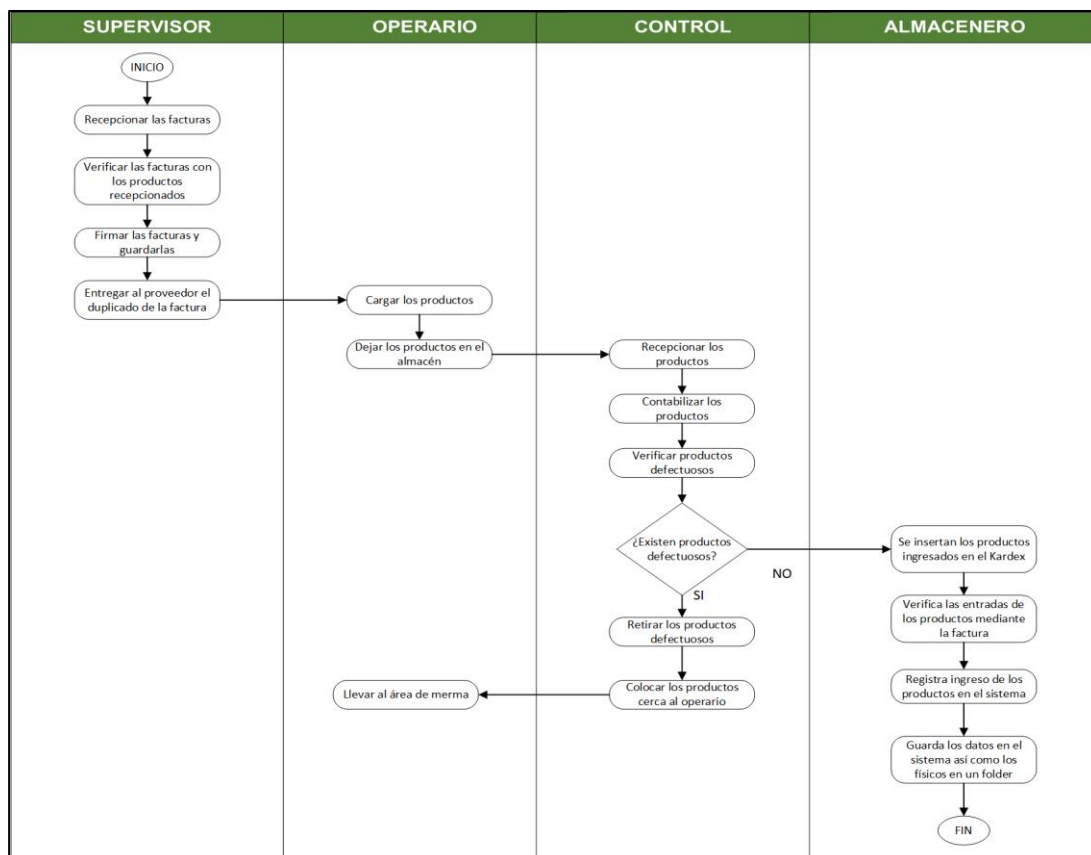 SUPERVISOR
OPERARIO
CONTROL
ALMACENERO
INICIO
Recepcionar las facturas
Verificar las facturas con
los productos
recepcionados
Firmar las facturas y
guardarlas
Entregar al proveedor el
duplicado de la factura
Cargar los productos
Dejar los productos en el
almacén
Recepcionar los
productos
Contabilizar los
productos
Verificar productos
defectuosos
¿Existen productos
defectuosos?
NO
SI
Retirar los productos
defectuosos
Colocar los productos
cerca al operario
Llevar al área de merma
Se insertan los productos
ingresados en el Kardex
Verifica las entradas de
los productos mediante
la factura
Registra ingreso de los
productos en el sistema
Guarda los datos en el
sistema así como los
físicos en un folder
FIN